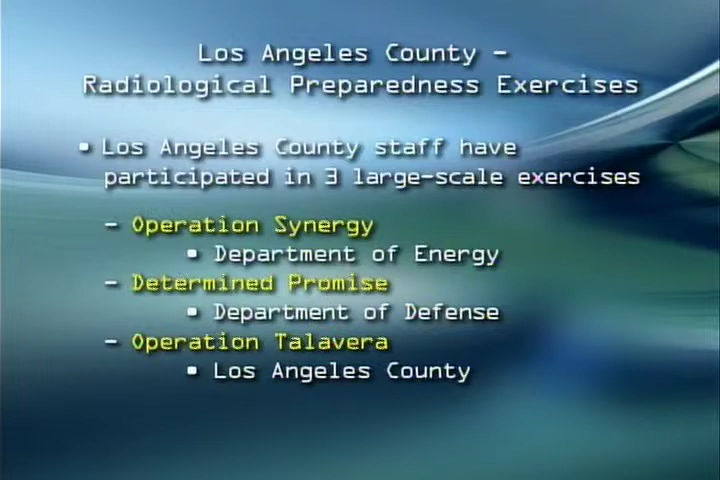 Los Angeles County –
Radiological Preparedness Exercises
• Los Angeles County staff have
participated in 3 large-scale exercises
– Operation Synergy
• Department of Energy
– Determined Promise
• Department of Defense
– Operation Talavera
• Los Angeles County